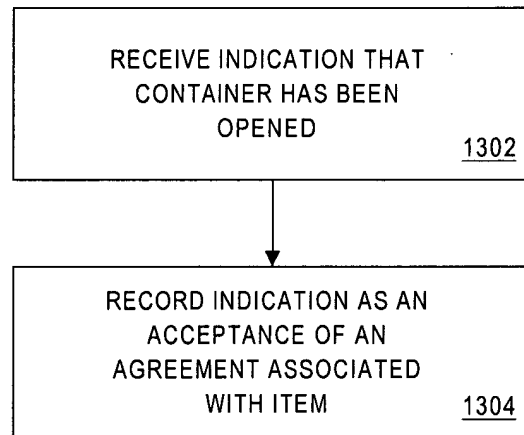 RECEIVE INDICATION THAT
CONTAINER HAS BEEN
OPENED
1302
RECORD INDICATION AS AN
ACCEPTANCE OF AN
AGREEMENT ASSOCIATED
WITH ITEM
1304